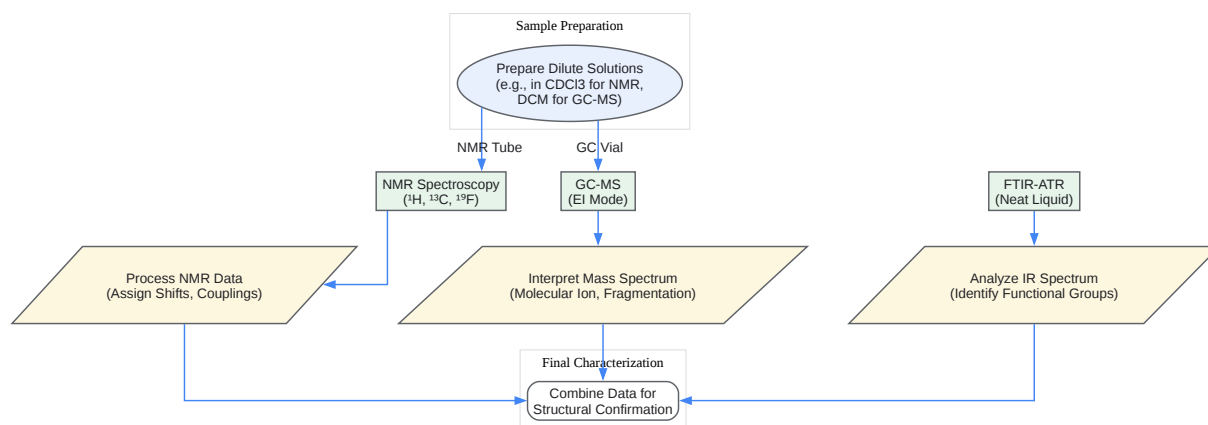 Sample Preparation
Prepare Dilute Solutions
(e.g., in CDCl3 for NMR,
DCM for GC-MS)
NMR Tube
GC Vial
NMR Spectroscopy
(¹H, ¹³C, ¹⁹F)
GC-MS
(EI Mode)
FTIR-ATR
(Neat Liquid)
Process NMR Data
(Assign Shifts, Couplings)
Interpret Mass Spectrum
(Molecular Ion, Fragmentation)
Analyze IR Spectrum
(Identify Functional Groups)
Final Characterization
Combine Data for
Structural Confirmation